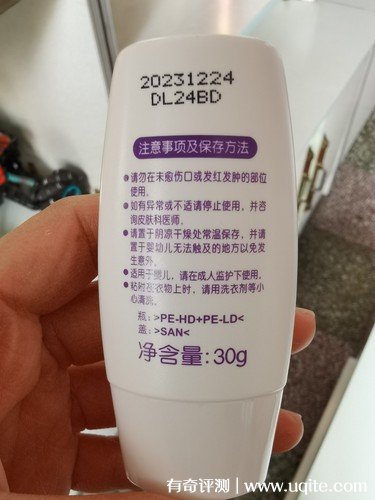 20231224
DL24BD
注意事项及保存方法
●请勿在未愈伤口或发红发肿的部位
使用。
●如有异常或不适请停止使用，并咨
询皮肤科医师。
●请置于阴凉干燥处常温保存，并请
置于婴幼儿无法触及的地方以免发
生意外。
●适用于婴儿，请在成人监护下使用。
●粘附在衣物上时，请用洗衣剂等小
心清洗。
瓶：>PE-HD+PE-LD<
盖：>SAN<
净含量：30g
有奇评测 | www.uqite.com